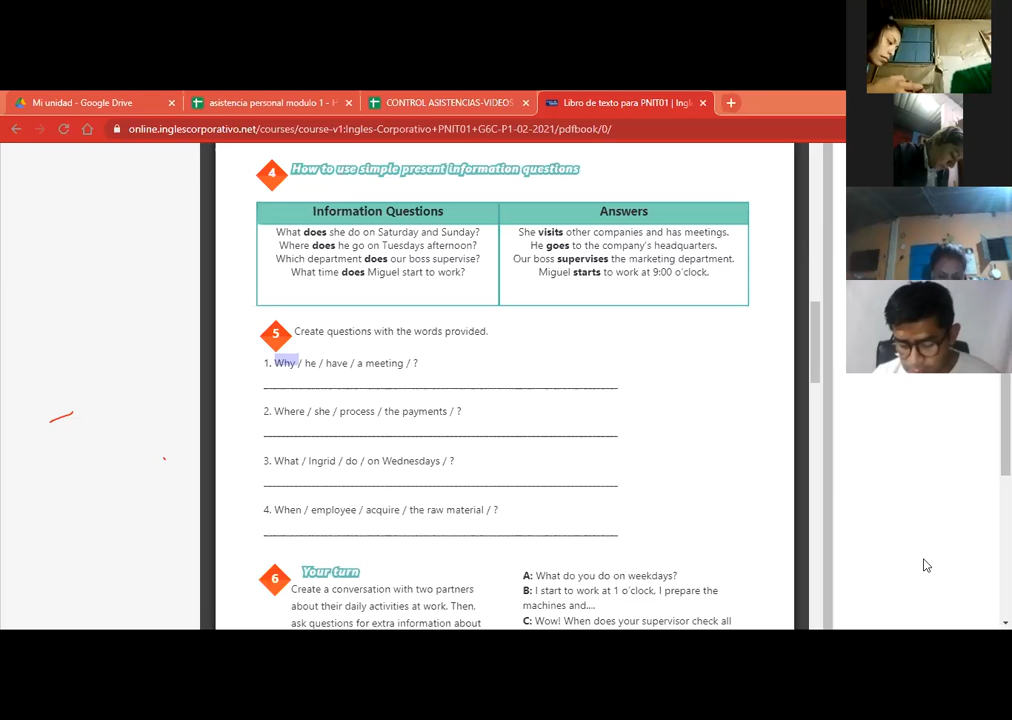 Mi unidad - Google Drive
asistencia personal modulo 1 - H
CONTROL ASISTENCIAS-VIDEOS
Libro de texto para PNIT01 | Ingl
online.inglescorporativo.net/courses/course-v1:Ingles-Corporativo+PNIT01+G6C-P1-02-2021/pdfbook/0/
4 How to use simple present information questions
Information Questions Answers
What does she do on Saturday and Sunday? She visits other companies and has meetings.
Where does he go on Tuesdays afternoon? He goes to the company's headquarters.
Which department does our boss supervise? Our boss supervises the marketing department.
What time does Miguel start to work? Miguel starts to work at 9:00 o'clock.
5 Create questions with the words provided.
1. Why / he / have / a meeting / ?
2. Where / she / process / the payments / ?
3. What / Ingrid / do / on Wednesdays / ?
4. When / employee / acquire / the raw material / ?
6 Your turn
Create a conversation with two partners
about their daily activities at work. Then,
ask questions for extra information about
A: What do you do on weekdays?
B: I start to work at 1 o'clock, I prepare the
machines and....
C: Wow! When does your supervisor check all